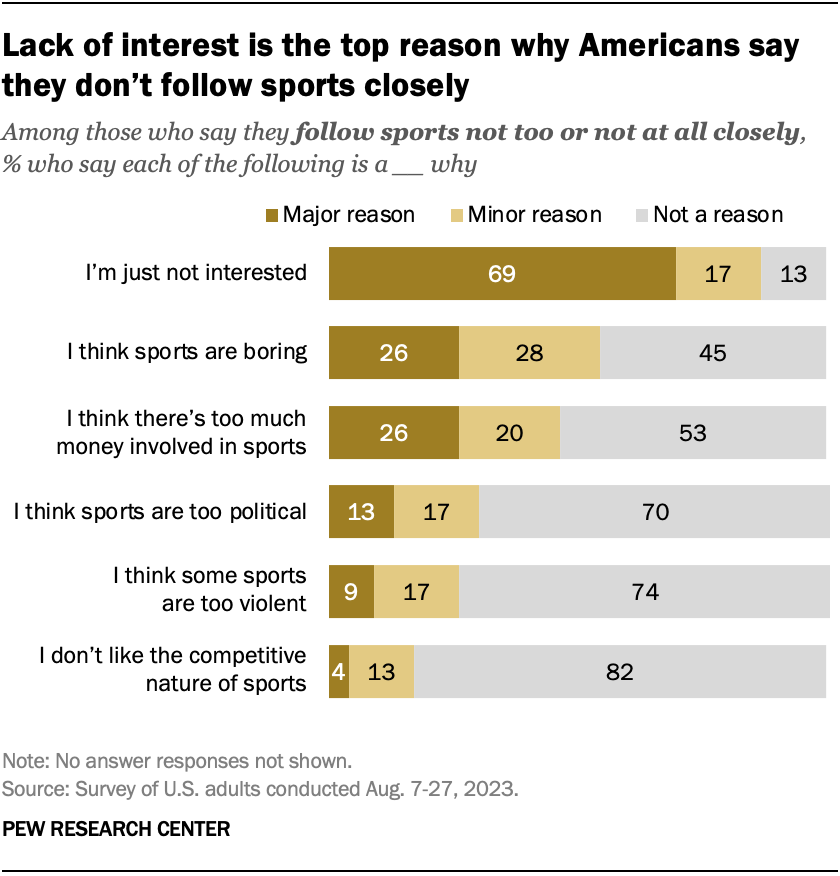 Lack of interest is the top reason why Americans say
they don’t follow sports closely
Among those who say they follow sports not too or not at all closely,
% who say each of the following is a __ why
Major reason Minor reason Not a reason
I’m just not interested 69 17 13
I think sports are boring 26 28 45
I think there’s too much
money involved in sports 26 20 53
I think sports are too political 13 17 70
I think some sports
are too violent 9 17 74
I don’t like the competitive
nature of sports 4 13 82
Note: No answer responses not shown.
Source: Survey of U.S. adults conducted Aug. 7-27, 2023.
PEW RESEARCH CENTER